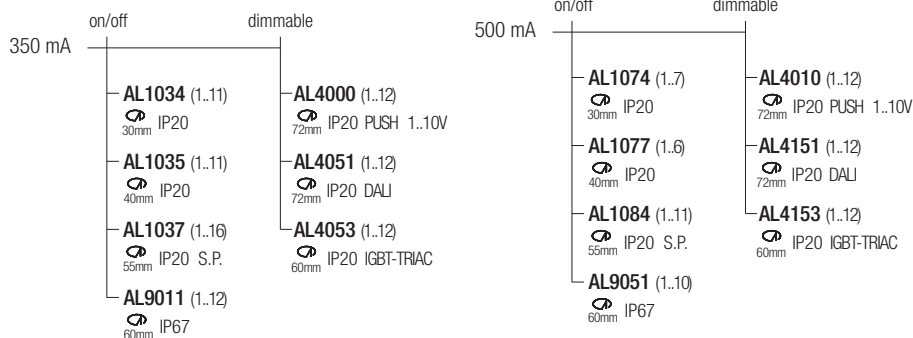 on/off
dimmable
350 mA
AL1034 (1..11)
30mm IP20
AL1035 (1..11)
40mm IP20
AL1037 (1..16)
55mm IP20 S.P.
AL9011 (1..12)
60mm IP67
AL4000 (1..12)
72mm IP20 PUSH 1..10V
AL4051 (1..12)
72mm IP20 DALI
AL4053 (1..12)
60mm IP20 IGBT-TRIAC
on/off
dimmable
500 mA
AL1074 (1..7)
30mm IP20
AL1077 (1..6)
40mm IP20
AL1084 (1..11)
55mm IP20 S.P.
AL9051 (1..10)
60mm IP67
AL4010 (1..12)
72mm IP20 PUSH 1..10V
AL4151 (1..12)
72mm IP20 DALI
AL4153 (1..12)
60mm IP20 IGBT-TRIAC